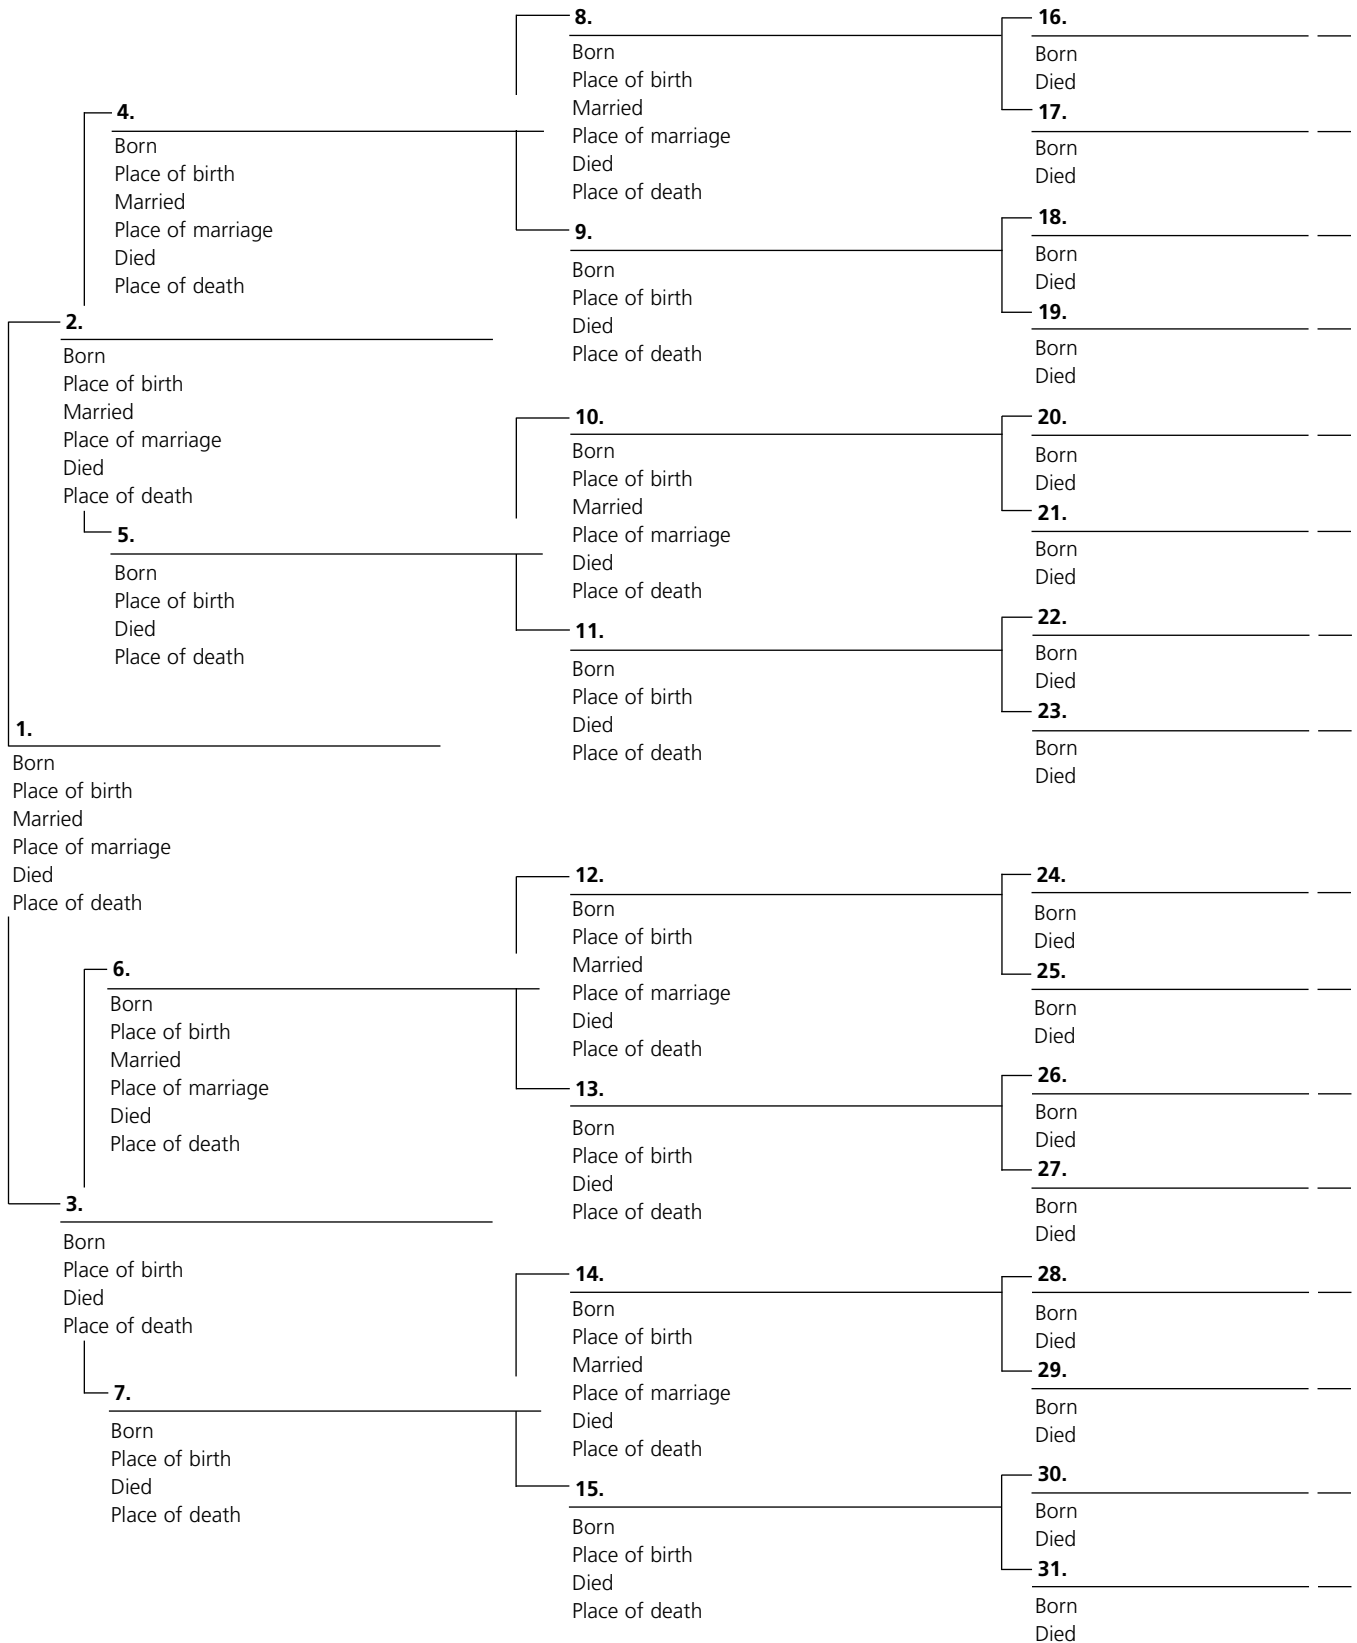 8.
Born
Place of birth
Married
Place of marriage
Died
Place of death
16.
Born
Died
17.
Born
Died
4.
Born
Place of birth
Married
Place of marriage
Died
Place of death
9.
Born
Place of birth
Died
Place of death
18.
Born
Died
19.
Born
Died
2.
Born
Place of birth
Married
Place of marriage
Died
Place of death
10.
Born
Place of birth
Married
Place of marriage
Died
Place of death
20.
Born
Died
21.
Born
Died
5.
Born
Place of birth
Died
Place of death
11.
Born
Place of birth
Died
Place of death
22.
Born
Died
23.
Born
Died
1.
Born
Place of birth
Married
Place of marriage
Died
Place of death
12.
Born
Place of birth
Married
Place of marriage
Died
Place of death
24.
Born
Died
25.
Born
Died
6.
Born
Place of birth
Married
Place of marriage
Died
Place of death
13.
Born
Place of birth
Died
Place of death
26.
Born
Died
27.
Born
Died
3.
Born
Place of birth
Died
Place of death
14.
Born
Place of birth
Married
Place of marriage
Died
Place of death
28.
Born
Died
29.
Born
Died
7.
Born
Place of birth
Died
Place of death
15.
Born
Place of birth
Died
Place of death
30.
Born
Died
31.
Born
Died